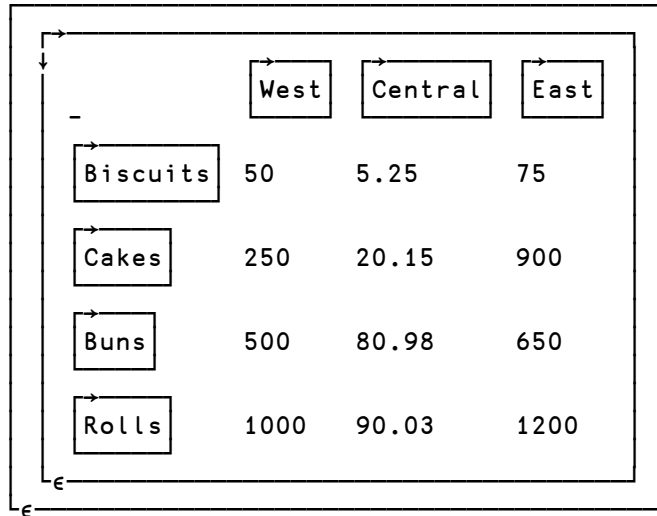 West Central East
Biscuits 50 5.25 75
Cakes 250 20.15 900
Buns 500 80.98 650
Rolls 1000 90.03 1200